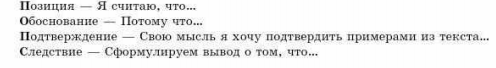 Позиция — Я считаю, что...
Обоснование — Потому что...
Подтверждение — Свою мысль я хочу подтвердить примерами из текста...
Следствие — Сформулируем вывод о том, что...